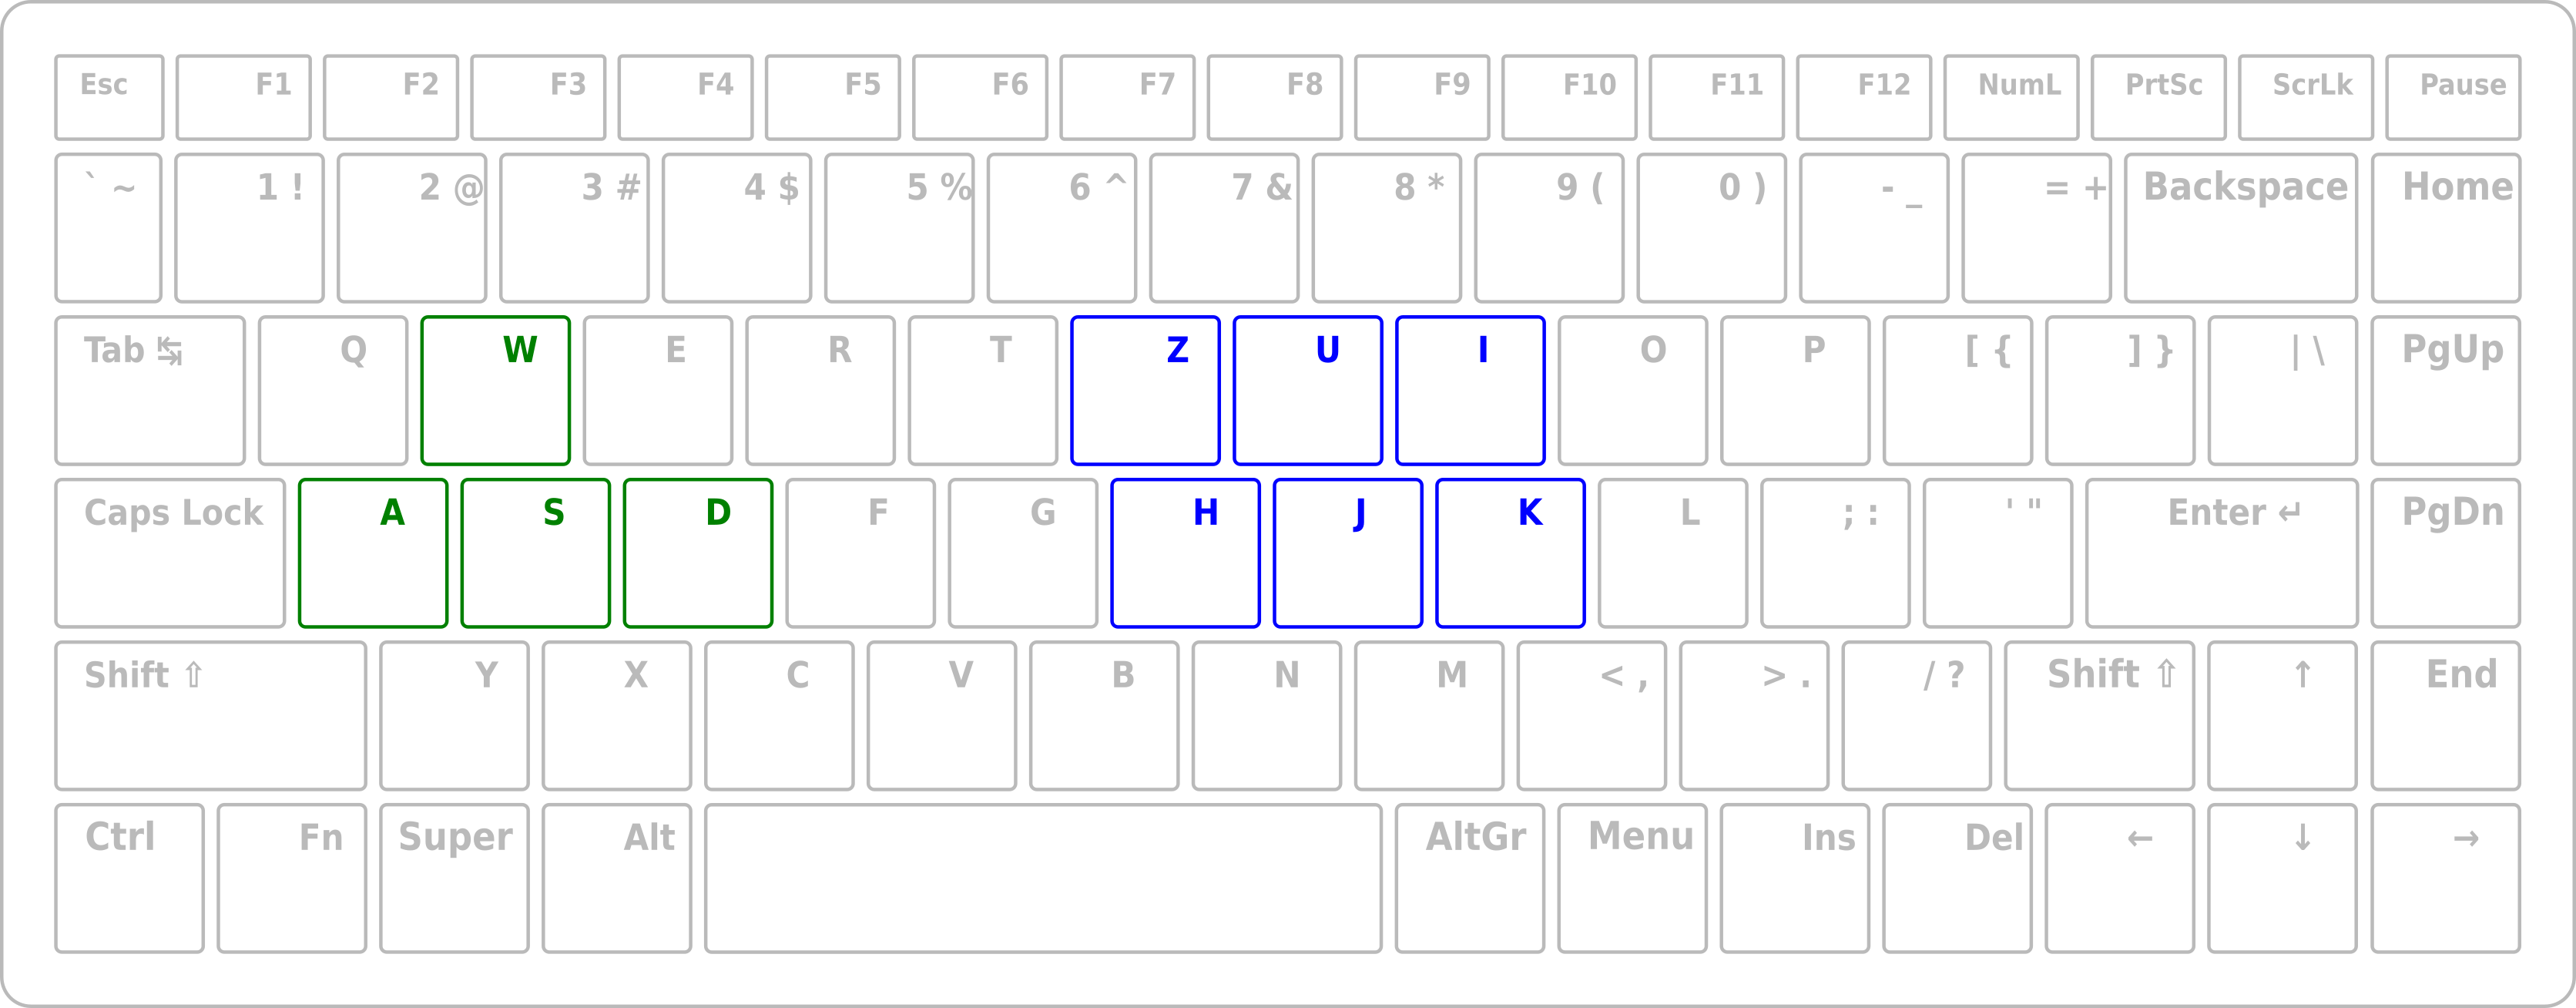 Esc F1 F2 F3 F4 F5 F6 F7 F8 F9 F10 F11 F12 NumL PrtSc ScrLk Pause
` ~ 1 ! 2 @ 3 # 4 $ 5 % 6 ^ 7 & 8 * 9 ( 0 ) - _ = + Backspace Home
Tab ↹ Q W E R T Z U I O P [ { ] } | \ PgUp
Caps Lock A S D F G H J K L ; : ' " Enter ↵ PgDn
Shift ⇧ Y X C V B N M < , > . / ? Shift ⇧ ↑ End
Ctrl Fn Super Alt AltGr Menu Ins Del ← ↓ →